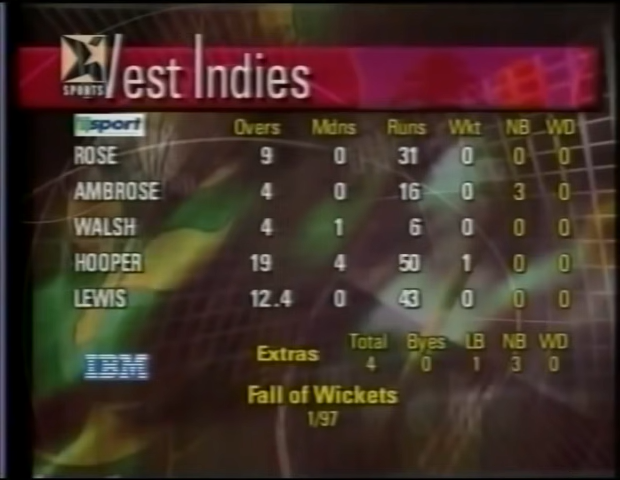 SPORTS
West Indies
sport Overs Mdns Runs Wkt NB WD
ROSE 9 0 31 0 0 0
AMBROSE 4 0 16 0 3 0
WALSH 4 1 6 0 0 0
HOOPER 19 4 50 1 0 0
LEWIS 12.4 0 43 0 0 0
Total Byes LB NB WD
IBM Extras 4 0 1 3 0
Fall of Wickets
1/97